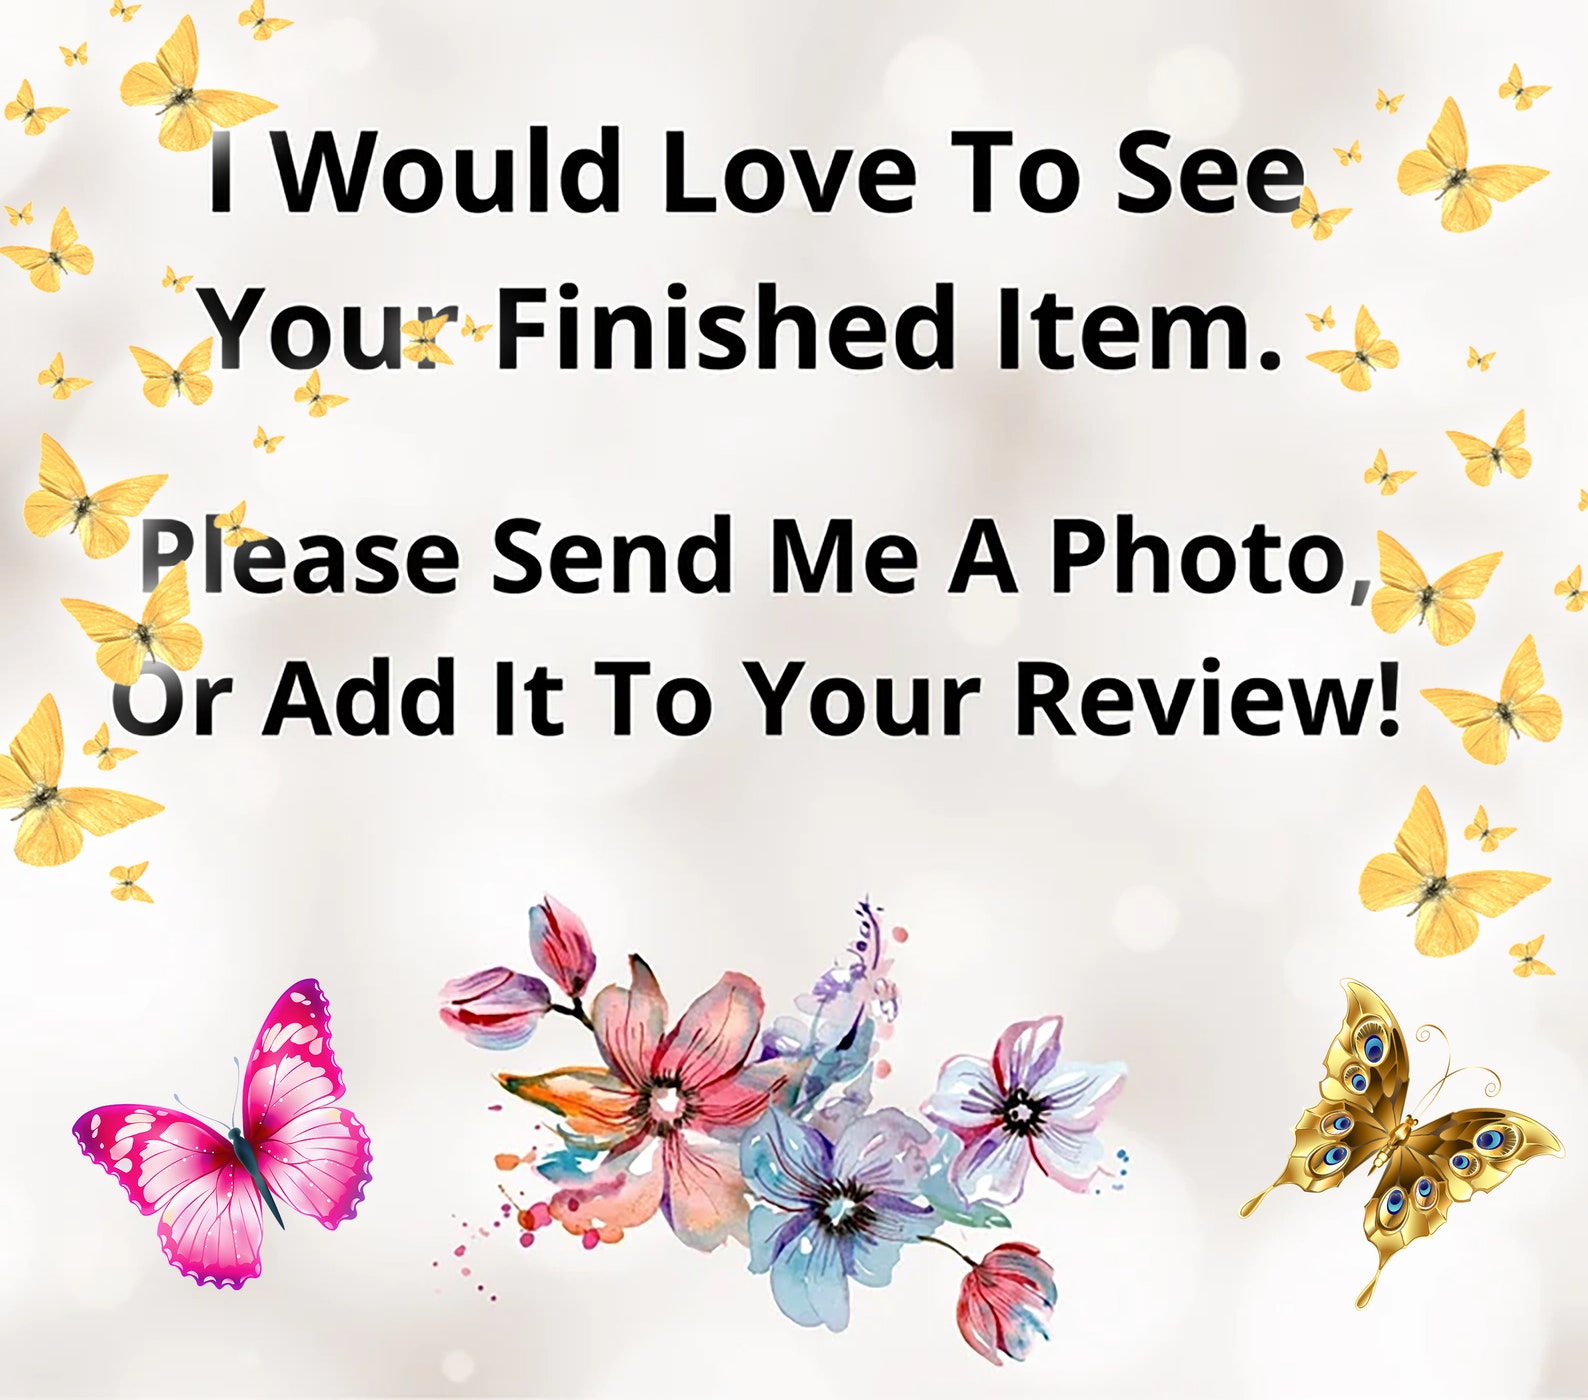 I Would Love To See
Your Finished Item.
Please Send Me A Photo,
Or Add It To Your Review!